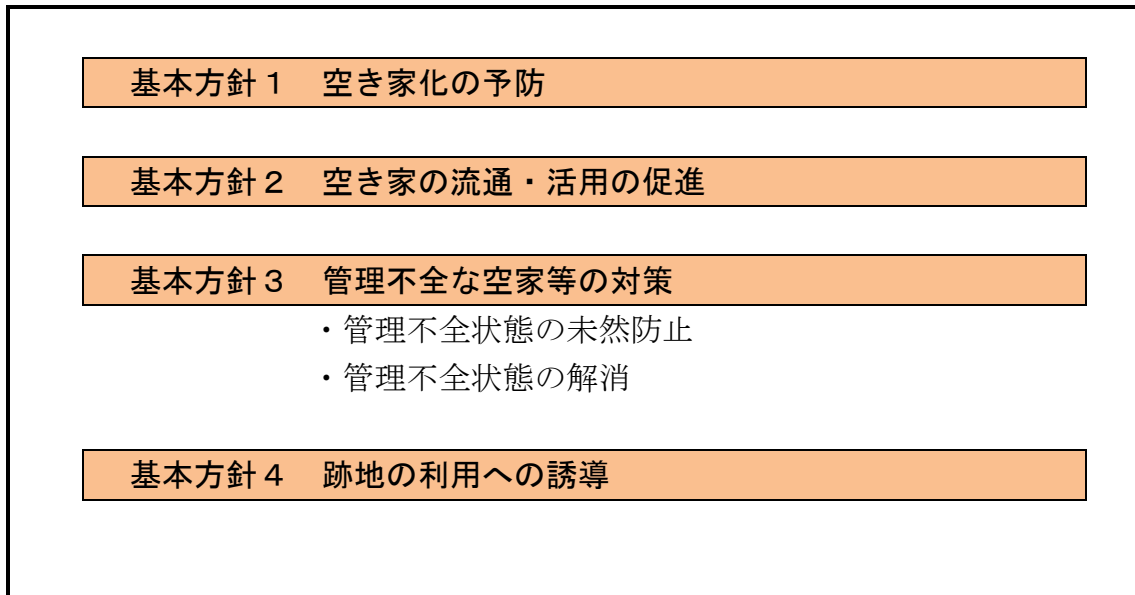 基本方針１　空き家化の予防
基本方針２　空き家の流通・活用の促進
基本方針３　管理不全な空家等の対策
・管理不全状態の未然防止
・管理不全状態の解消
基本方針４　跡地の利用への誘導